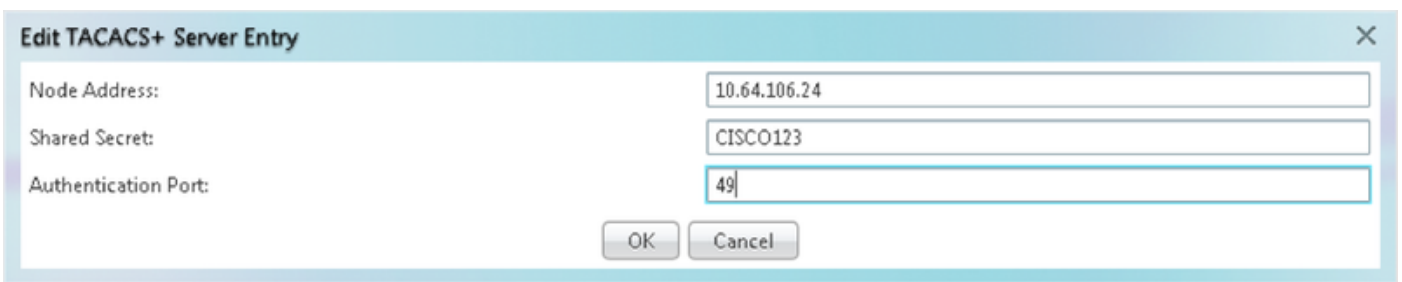 Edit TACACS+ Server Entry
Node Address: 10.64.106.24
Shared Secret: CISCO123
Authentication Port: 49
OK Cancel